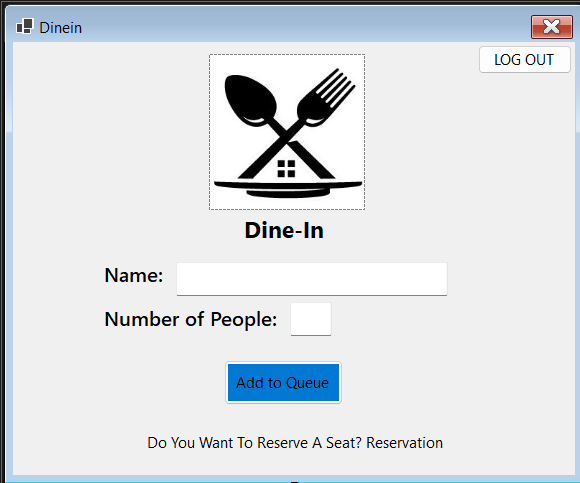 Dinein
LOG OUT
Dine-In
Name:
Number of People:
Add to Queue
Do You Want To Reserve A Seat? Reservation